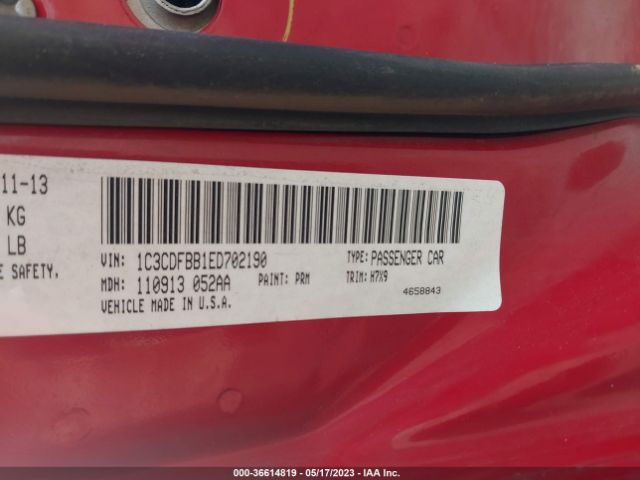 11-13
KG
LB
E SAFETY,
VIN: 1C3CDFBB1ED702190 TYPE: PASSENGER CAR
MDH: 110913 052AA PAINT: PRM TRIM: H7X9
VEHICLE MADE IN U.S.A. 4658843
000-36614819 - 05/17/2023 - IAA Inc.